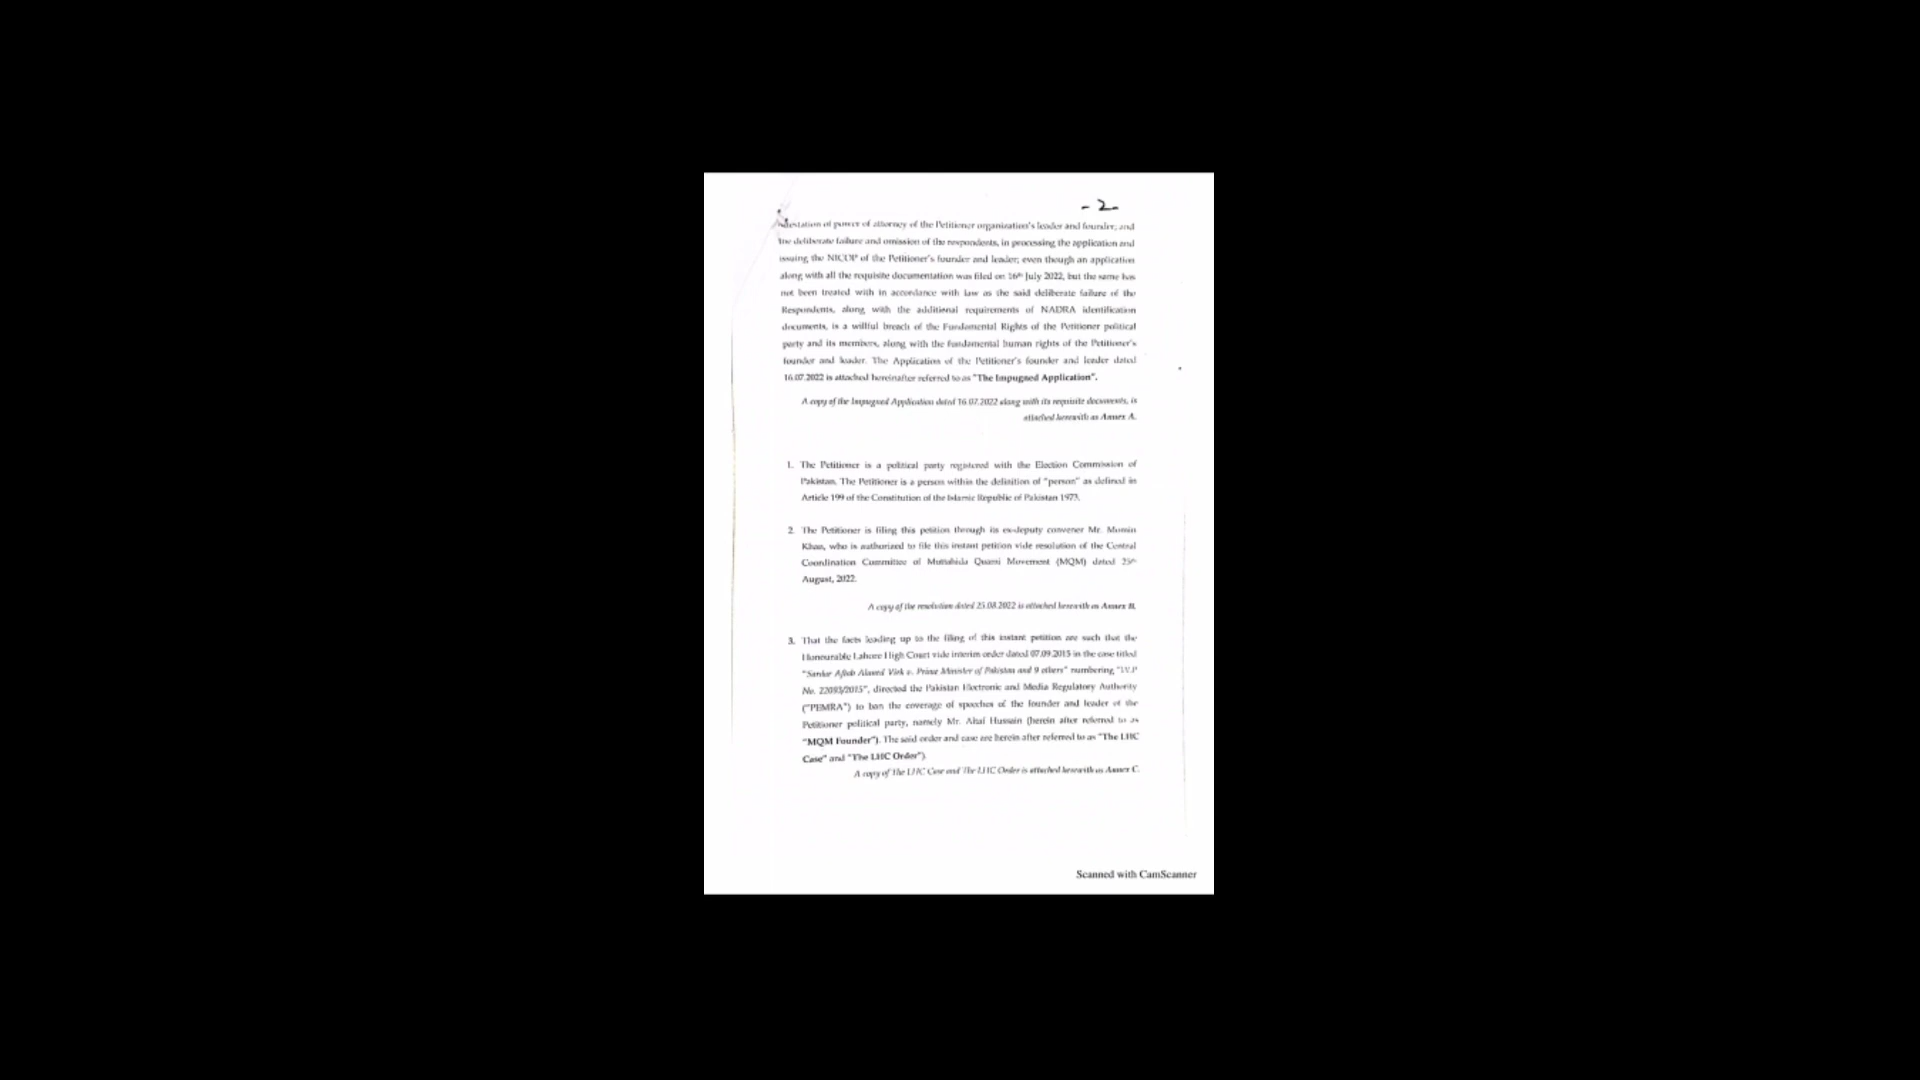 -2-
attestation of power of attorney of the Petitioner organization's leader and founder; and
the deliberate failure and omission of the respondents, in processing the application and
issuing the NICOP of the Petitioner's founder and leader; even though an application
along with all the requisite documentation was filed on 16th July 2022, but the same has
not been treated with in accordance with law as the said deliberate failure of the
Respondents, along with the additional requirements of NADRA identification
documents, is a willful breach of the Fundamental Rights of the Petitioner political
party and its members, along with the fundamental human rights of the Petitioner's
founder and leader. The Application of the Petitioner's founder and leader dated
16.07.2022 is attached hereinafter referred to as "The Impugned Application".
A copy of the Impugned Application dated 16.07.2022 along with its requisite documents, is
attached herewith as Annex A.
1. The Petitioner is a political party registered with the Election Commission of
Pakistan. The Petitioner is a person within the definition of "person" as defined in
Article 199 of the Constitution of the Islamic Republic of Pakistan 1973.
2. The Petitioner is filing this petition through its ex-deputy convener Mr. Momin
Khan, who is authorized to file this instant petition vide resolution of the Central
Coordination Committee of Muttahida Quami Movement (MQM) dated 25th
August, 2022.
A copy of the resolution dated 25.08.2022 is attached herewith as Annex B.
3. That the facts leading up to the filing of this instant petition are such that the
Honourable Lahore High Court vide interim order dated 07.09.2015 in the case titled
"Sardar Aftab Ahmed Virk v. Prime Minister of Pakistan and 9 others" numbering "W.P
No. 22093/2015", directed the Pakistan Electronic and Media Regulatory Authority
("PEMRA") to ban the coverage of speeches of the founder and leader of the
Petitioner political party, namely Mr. Altaf Hussain (herein after referred to as
"MQM Founder"). The said order and case are herein after referred to as "The LHC
Case" and "The LHC Order").
A copy of The LHC Case and The LHC Order is attached herewith as Annex C.
Scanned with CamScanner